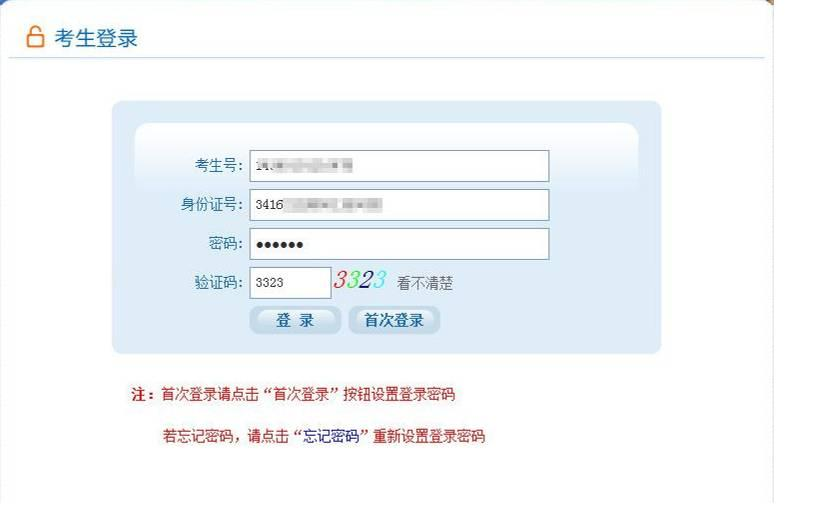 考生登录
考生号:
身份证号: 3416
密码: ●●●●●●
验证码: 3323 3323 看不清楚
登 录 首次登录
注：首次登录请点击“首次登录”按钮设置登录密码
若忘记密码，请点击“忘记密码”重新设置登录密码